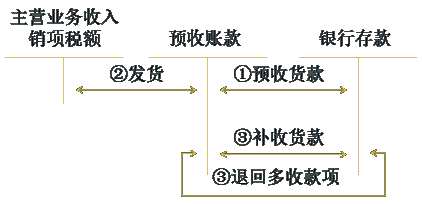 主营业务收入
销项税额
预收账款
银行存款
②发货
①预收货款
③补收货款
③退回多收款项